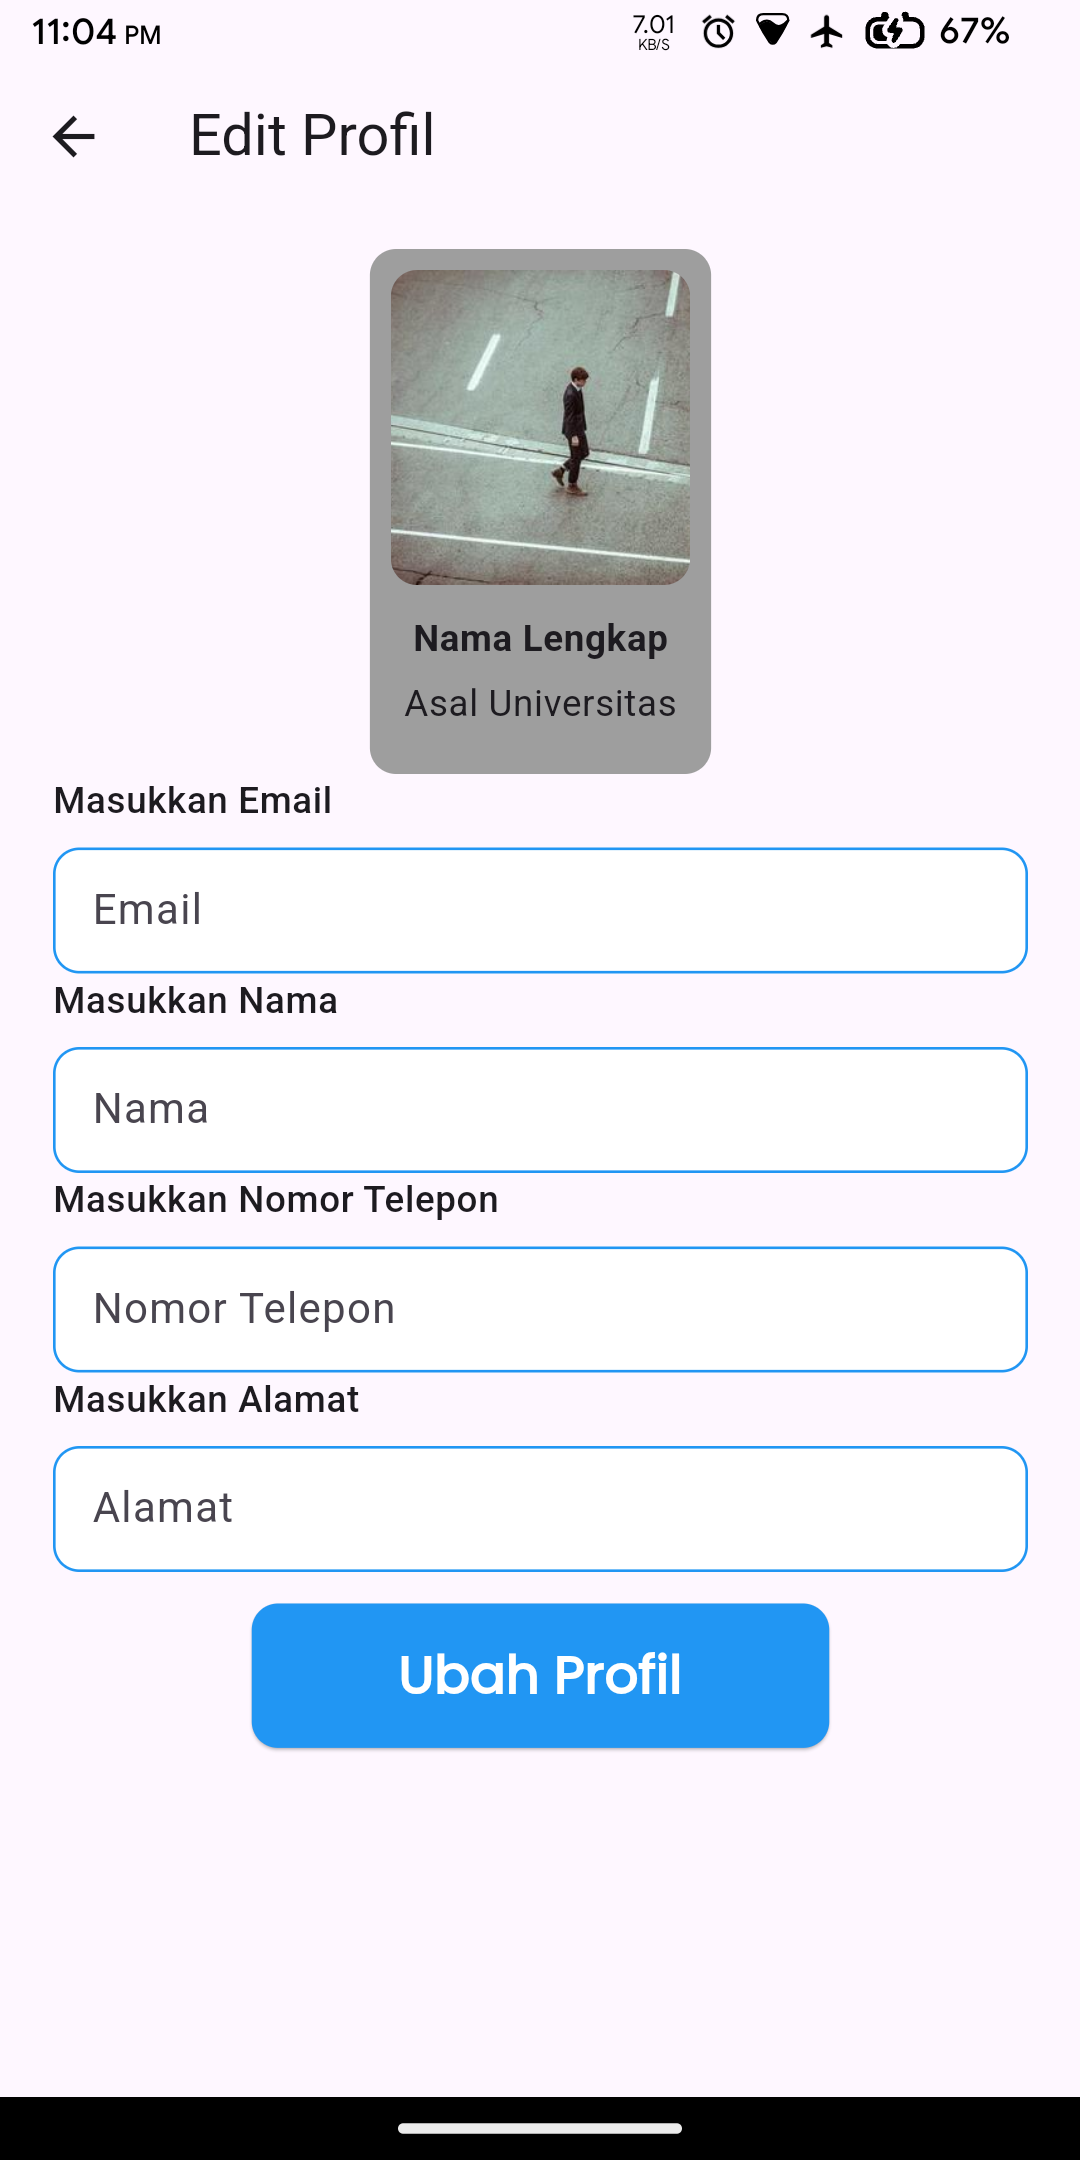 11:04 PM
7.01
KB/S
67%
Edit Profil
Nama Lengkap
Asal Universitas
Masukkan Email
Email
Masukkan Nama
Nama
Masukkan Nomor Telepon
Nomor Telepon
Masukkan Alamat
Alamat
Ubah Profil